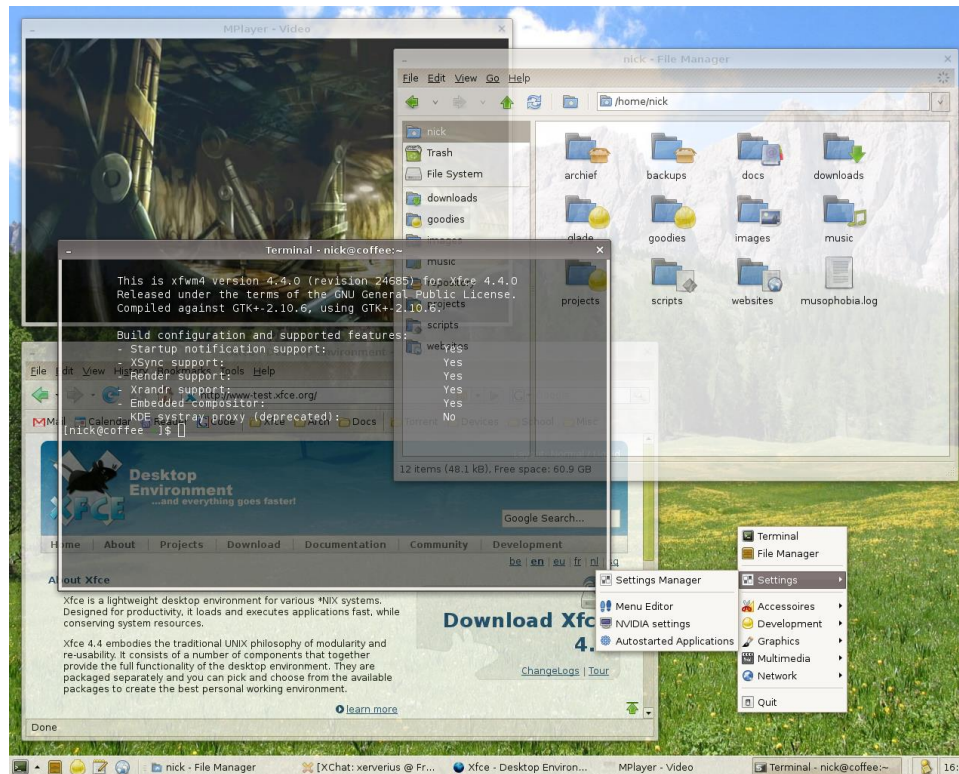 MPlayer - Video
nick - File Manager
File Edit View Go Help
/home/nick
nick
Trash
File System
downloads
goodies
images
music
projects
scripts
websites
archief
backups
docs
downloads
glade
goodies
images
music
projects
scripts
websites
musophobia.log
12 items (48.1 kB), Free space: 60.9 GB
Terminal - nick@coffee:~
This is xfwm4 version 4.4.0 (revision 24685) for Xfce 4.4.0
Released under the terms of the GNU General Public License.
Compiled against GTK+-2.10.6, using GTK+-2.10.6.
Build configuration and supported features:
- Startup notification support: Yes
- XSync support: Yes
- Render support: Yes
- Xrandr support: Yes
- Embedded compositor: Yes
- KDE systray proxy (deprecated): No
[nick@coffee ~]$
File Edit View History Bookmarks Tools Help
http://www-test.xfce.org/
Mail Calendar Reader Code Xfce Arch Docs Torrent Devices School Misc
XFCE
Desktop
Environment
...and everything goes faster!
Google Search...
Home About Projects Download Documentation Community Development
be | en | eu | fr | nl |
About Xfce
Xfce is a lightweight desktop environment for various *NIX systems.
Designed for productivity, it loads and executes applications fast, while
conserving system resources.
Xfce 4.4 embodies the traditional UNIX philosophy of modularity and
re-usability. It consists of a number of components that together
provide the full functionality of the desktop environment. They are
packaged separately and you can pick and choose from the available
packages to create the best personal working environment.
learn more
Download Xfc
4.
ChangeLogs | Tour
Done
Terminal
File Manager
Settings
Accessoires
Development
Graphics
Multimedia
Network
Quit
Settings Manager
Menu Editor
NVIDIA settings
Autostarted Applications
nick - File Manager
[XChat: xerverius @ Fr...
Xfce - Desktop Environ...
MPlayer - Video
Terminal - nick@coffee:~
16: